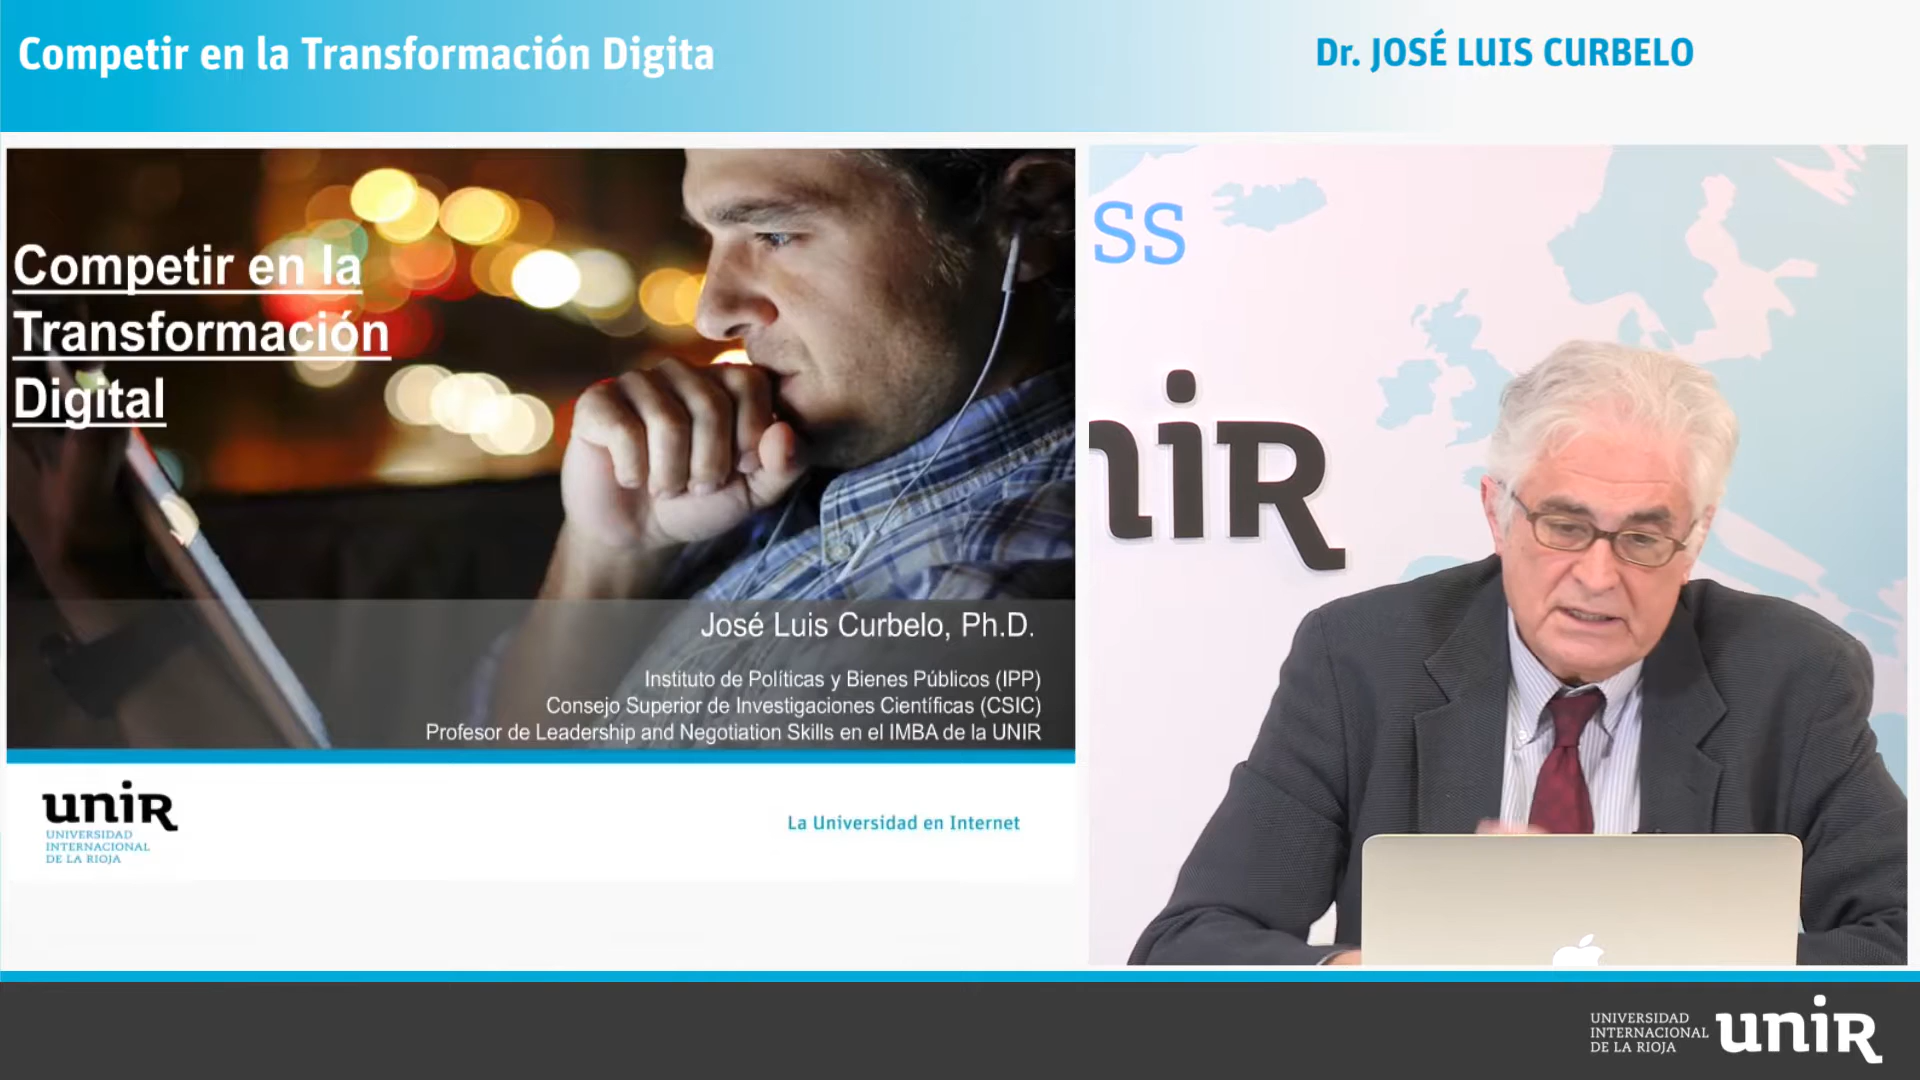 Competir en la Transformación Digita
Dr. JOSÉ LUIS CURBELO
Competir en la
Transformación
Digital
José Luis Curbelo, Ph.D.
Instituto de Políticas y Bienes Públicos (IPP)
Consejo Superior de Investigaciones Científicas (CSIC)
Profesor de Leadership and Negotiation Skills en el IMBA de la UNIR
uniR
UNIVERSIDAD
INTERNACIONAL
DE LA RIOJA
La Universidad en Internet
SS
niR
UNIVERSIDAD
INTERNACIONAL
DE LA RIOJA
uniR